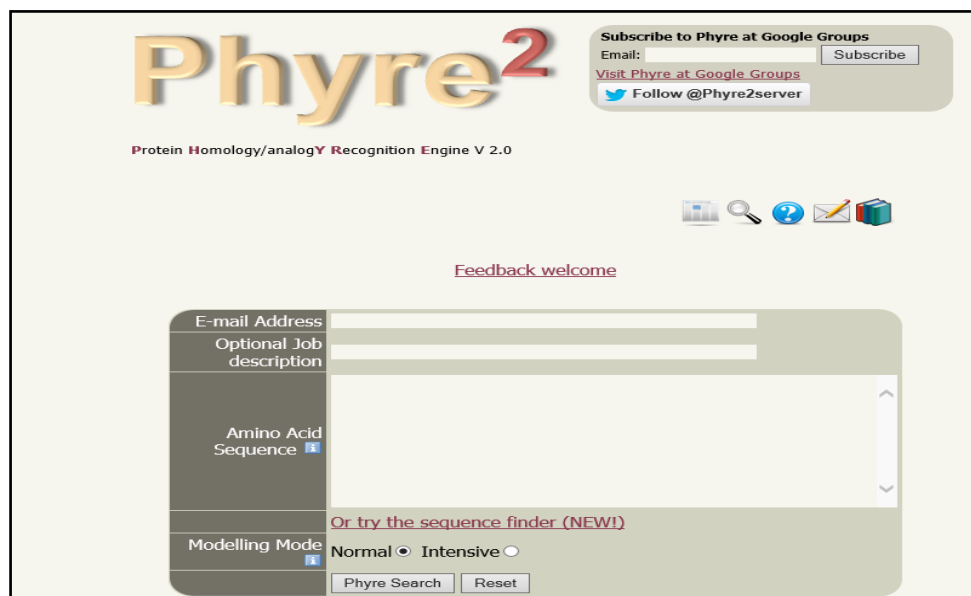 Phyre2
Subscribe to Phyre at Google Groups
Email:
Subscribe
Visit Phyre at Google Groups
Follow @Phyre2server
Protein Homology/analogY Recognition Engine V 2.0
Feedback welcome
E-mail Address
Optional Job
description
Amino Acid
Sequence
Or try the sequence finder (NEW!)
Modelling Mode
Normal Intensive
Phyre Search Reset